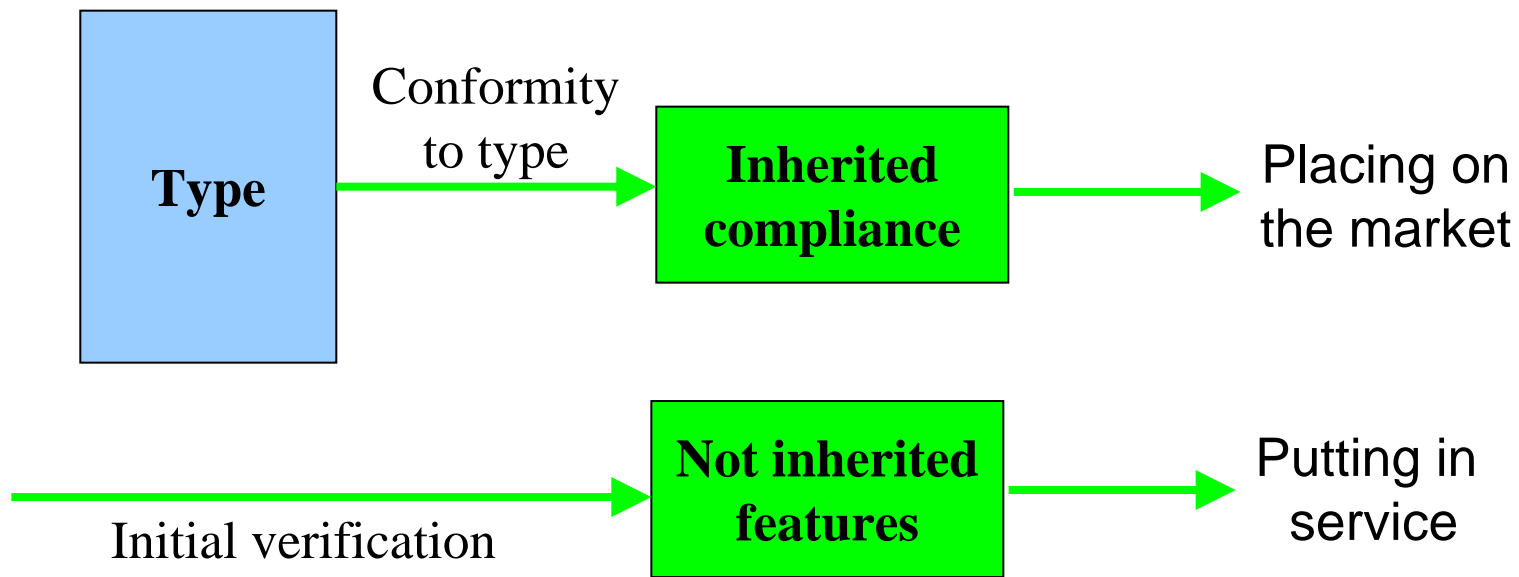 Type
Conformity
to type
Inherited
compliance
Placing on
the market
Initial verification
Not inherited
features
Putting in
service